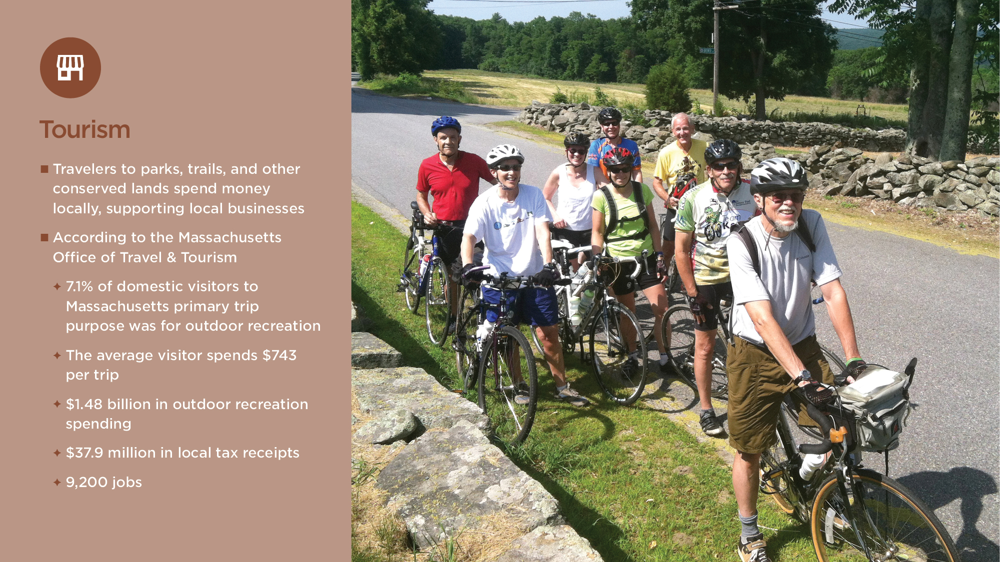 Tourism
■ Travelers to parks, trails, and other
conserved lands spend money
locally, supporting local businesses
■ According to the Massachusetts
Office of Travel & Tourism
✦ 7.1% of domestic visitors to
Massachusetts primary trip
purpose was for outdoor recreation
✦ The average visitor spends $743
per trip
✦ $1.48 billion in outdoor recreation
spending
✦ $37.9 million in local tax receipts
✦ 9,200 jobs
Team
Columbia